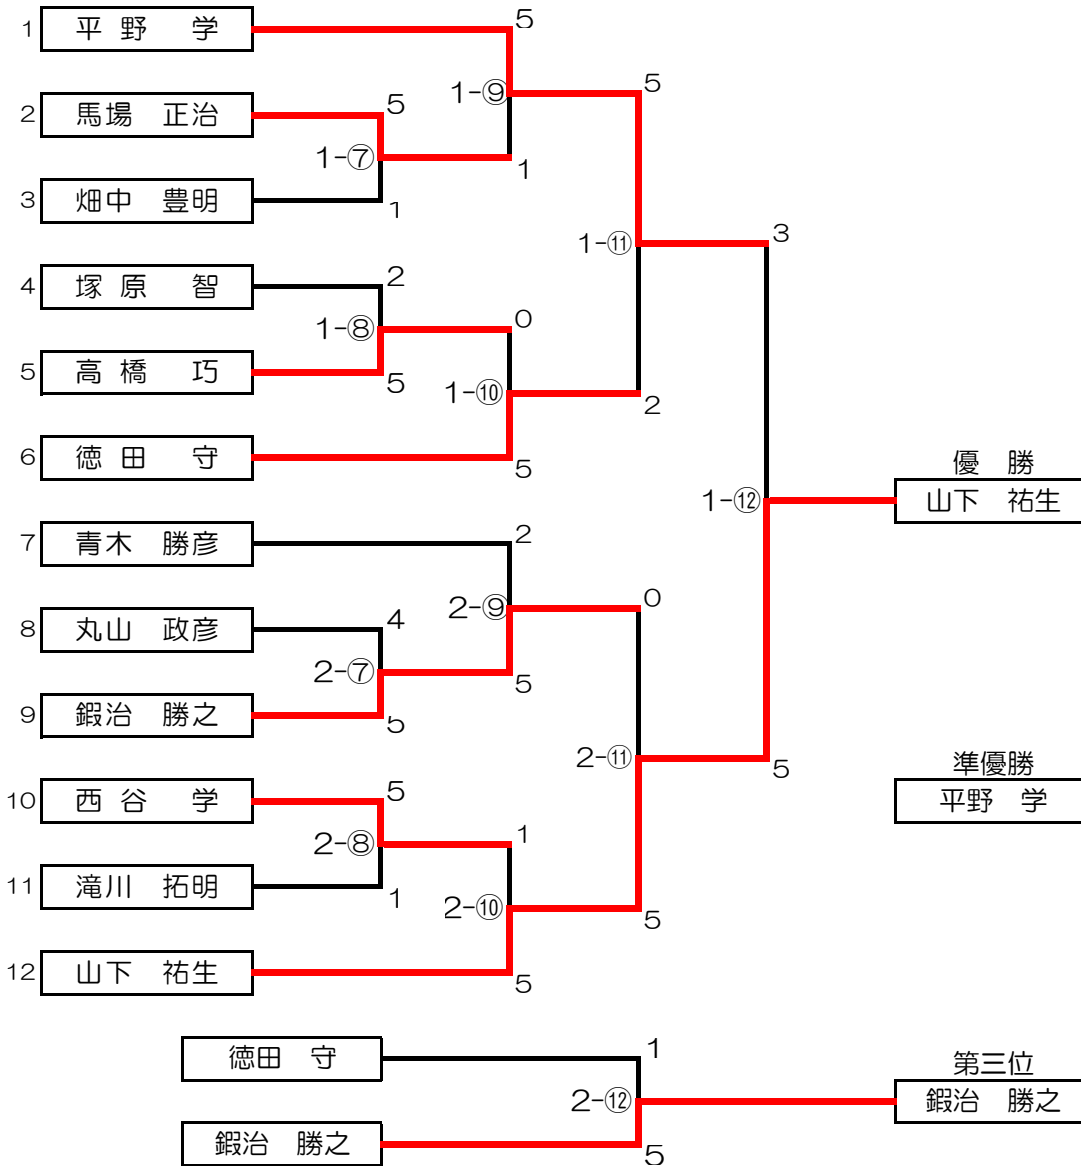 1 平野 学
5
2 馬場 正治
5
1-⑨
5
1-⑦
1
3 畑中 豊明
1
1-⑪
3
4 塚原 智
2
1-⑧
0
5 高橋 巧
5
1-⑩
2
6 徳田 守
5
優 勝
1-⑫
山下 祐生
7 青木 勝彦
2
2-⑨
0
8 丸山 政彦
4
2-⑦
5
9 鍜治 勝之
5
2-⑪
5
準優勝
10 西谷 学
5
平野 学
2-⑧
1
11 滝川 拓明
1
2-⑩
5
12 山下 祐生
5
徳田 守
1
第三位
2-⑫
鍜治 勝之
鍜治 勝之
5